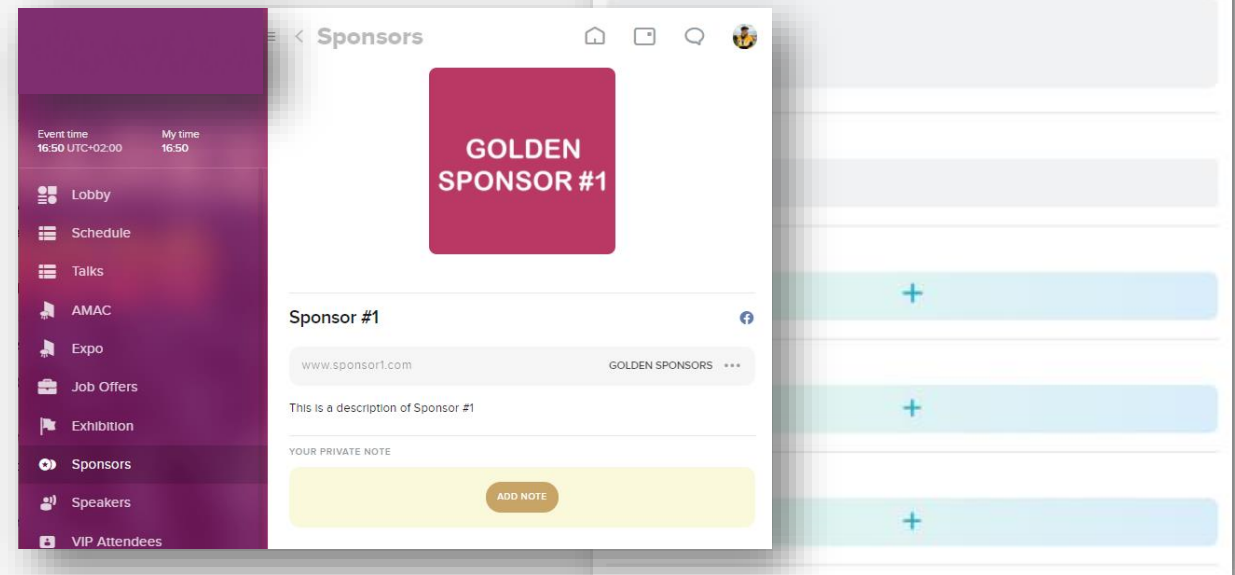 Sponsors
GOLDEN
SPONSOR #1
Event time
My time
16:50 UTC+02:00
16:50
Lobby
Schedule
Talks
AMAC
Expo
Job Offers
Exhibition
Sponsors
Speakers
VIP Attendees
Sponsor #1
www.sponsor1.com
GOLDEN SPONSORS
This is a description of Sponsor #1
YOUR PRIVATE NOTE
ADD NOTE